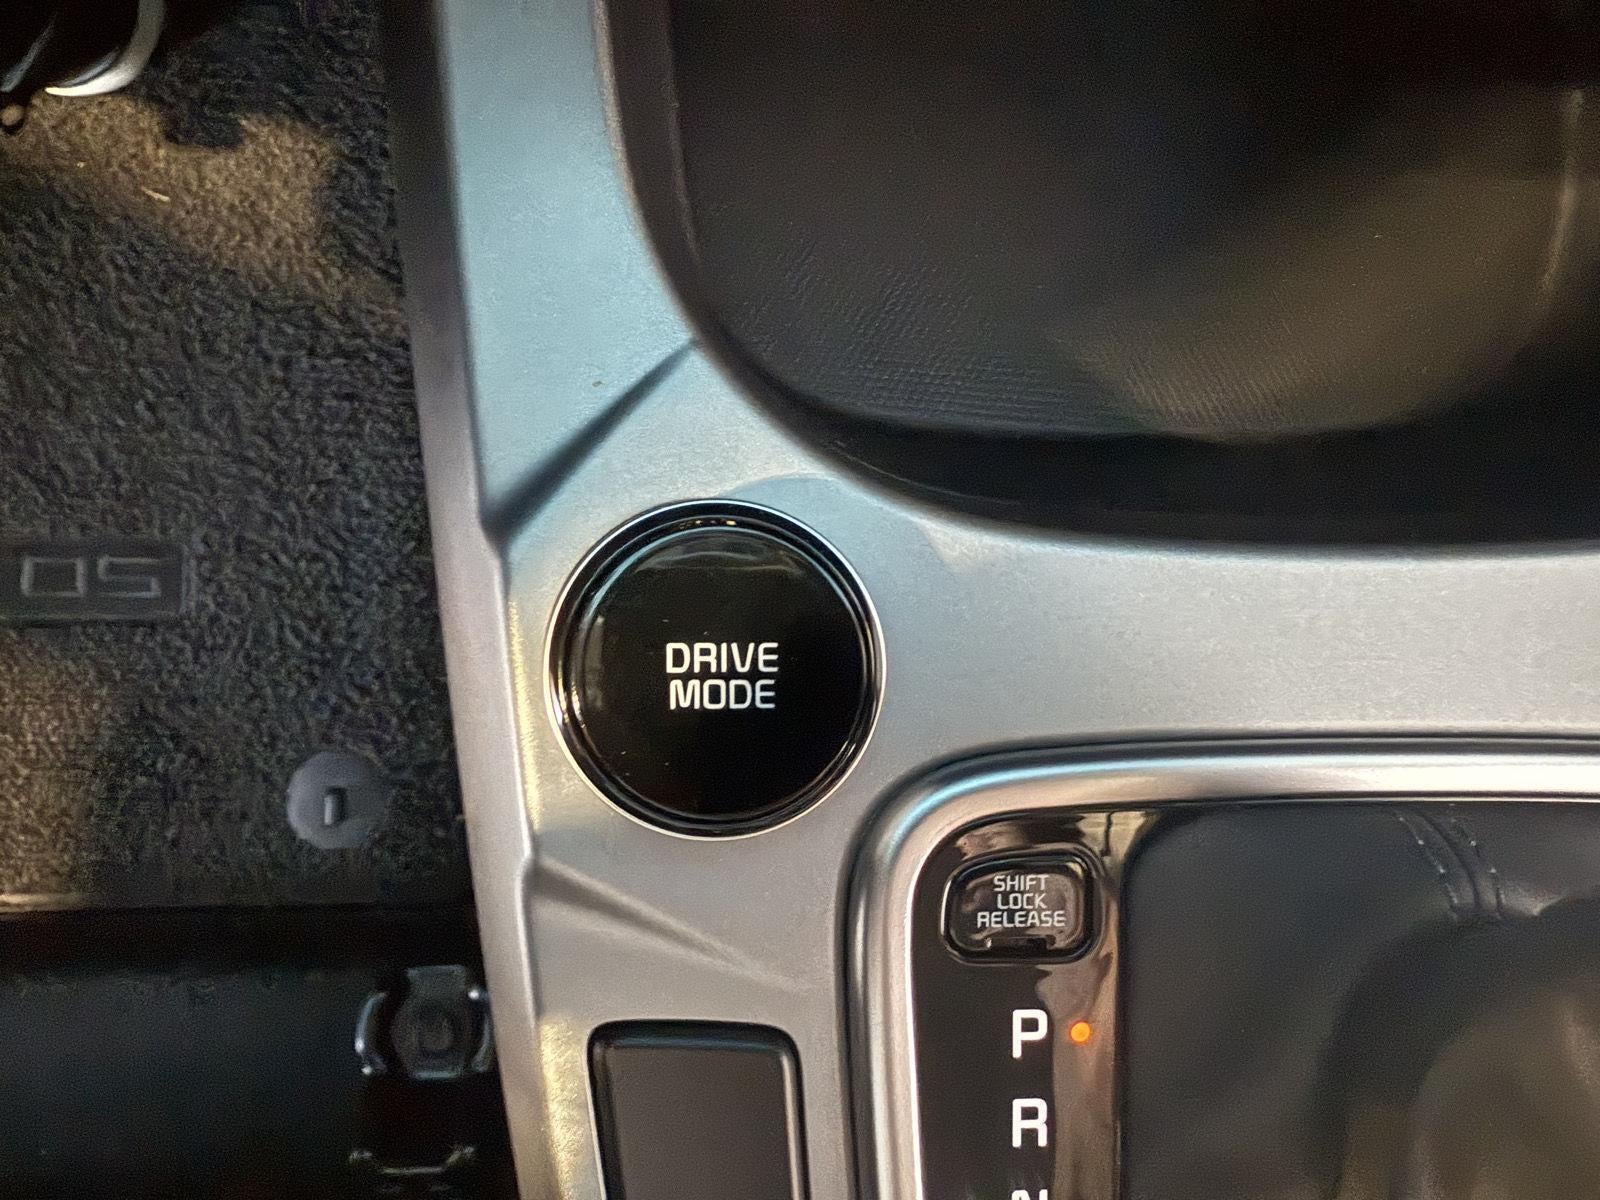 DRIVE
MODE
SHIFT
LOCK
RELEASE
P
R
N